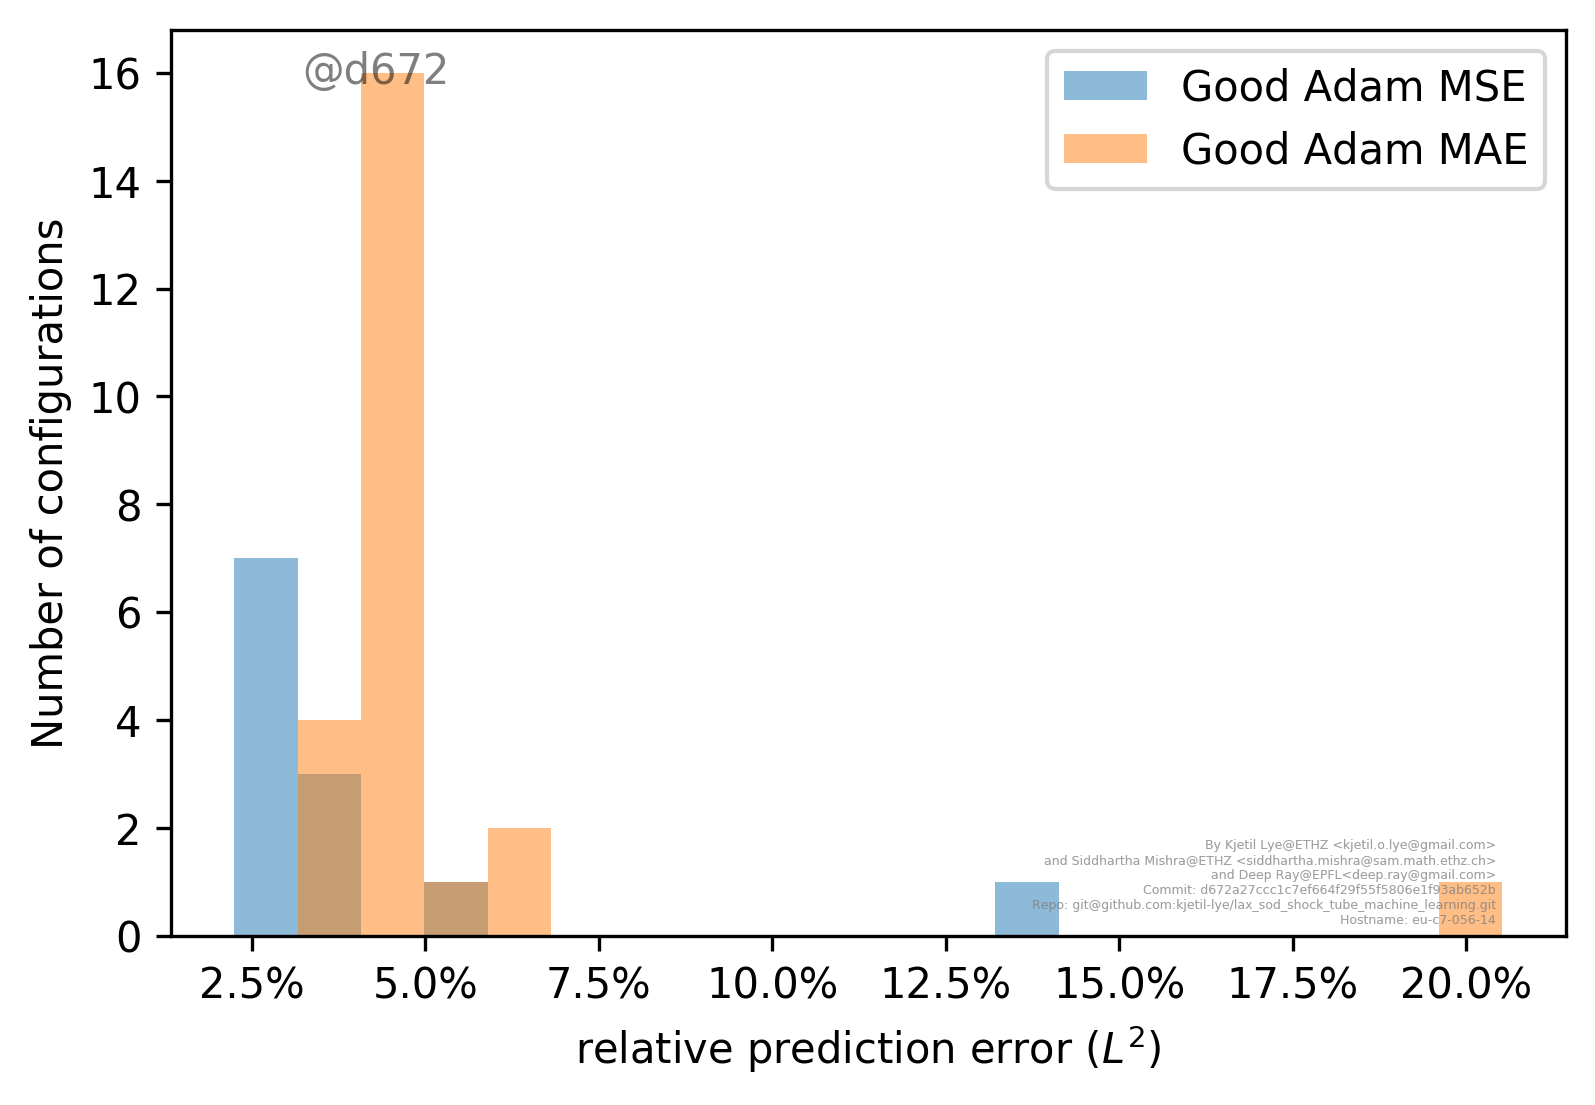 @d672
Good Adam MSE
Good Adam MAE
Number of configurations
16
14
12
10
8
6
4
2
0
By Kjetil Lye@ETHZ <kjetil.o.lye@gmail.com>
and Siddhartha Mishra@ETHZ <siddhartha.mishra@sam.math.ethz.ch>
and Deep Ray@EPFL<deep.ray@gmail.com>
Commit: d672a27ccc1c7ef664f29f55f5806e1f93ab652b
Repo: git@github.com:kjetil-lye/lax_sod_shock_tube_machine_learning.git
Hostname: eu-c7-056-14
2.5% 5.0% 7.5% 10.0% 12.5% 15.0% 17.5% 20.0%
relative prediction error (L²)